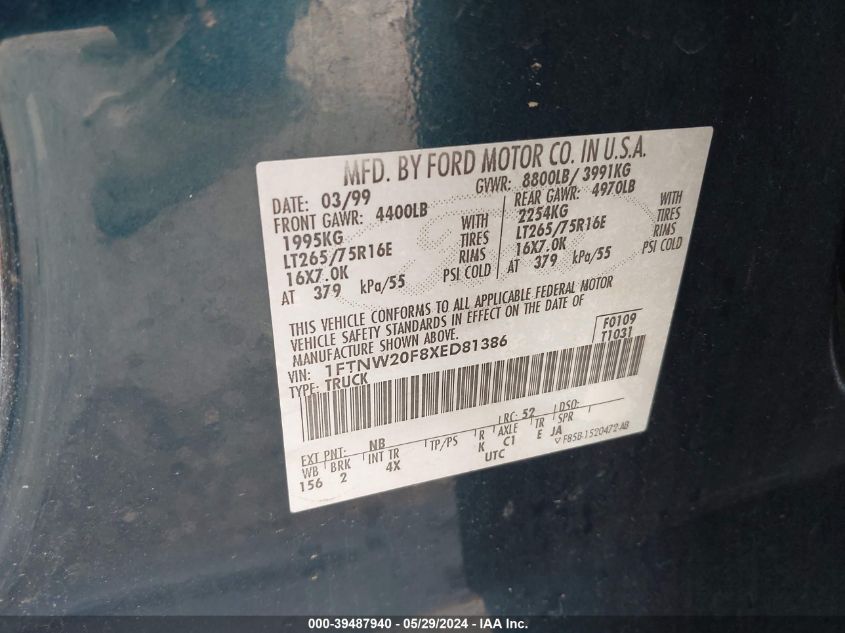 MFD. BY FORD MOTOR CO. IN U.S.A.
DATE: 03/99 GVWR: 8800LB/ 3991KG
FRONT GAWR: 4400LB REAR GAWR: 4970LB
1995KG WITH 2254KG WITH
LT265/75R16E TIRES LT265/75R16E TIRES
16X7.0K RIMS 16X7.0K RIMS
AT 379 kPa/55 PSI COLD AT 379 kPa/55 PSI COLD
THIS VEHICLE CONFORMS TO ALL APPLICABLE FEDERAL MOTOR
VEHICLE SAFETY STANDARDS IN EFFECT ON THE DATE OF
MANUFACTURE SHOWN ABOVE.
VIN: 1FTNW20F8XED81386 F0109
TYPE: TRUCK T1031
EXT PNT: NB RC: 52 DSO:
WB BRK INT TR TP/PS R AXLE TR SPR
156 2 4X K C1 E JA
UTC F85B-1520472-AB
000-39487940 - 05/29/2024 - IAAI.com